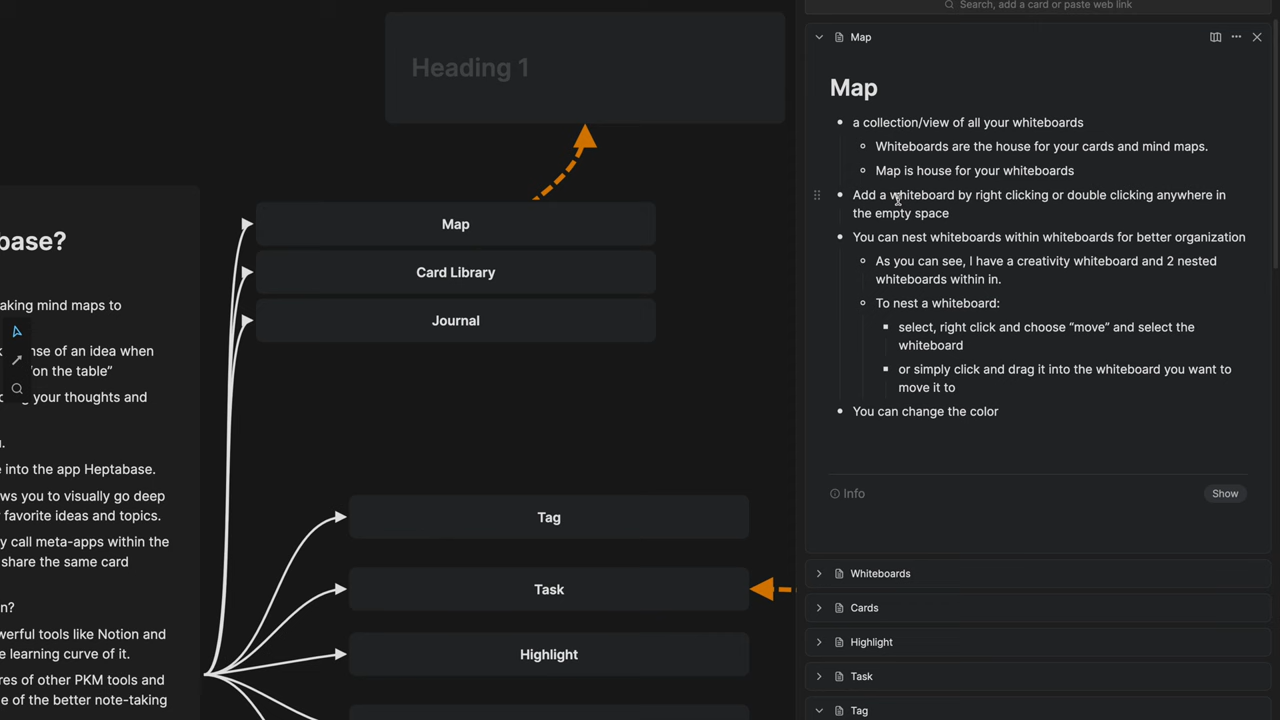 Heading 1
base?
aking mind maps to
nse of an idea when
"on the table"
your thoughts and
u.
e into the app Heptabase.
ws you to visually go deep
favorite ideas and topics.
y call meta-apps within the
share the same card
n?
werful tools like Notion and
e learning curve of it.
res of other PKM tools and
e of the better note-taking
Map
Card Library
Journal
Tag
Task
Highlight
Search, add a card or paste web link
Map
Map
a collection/view of all your whiteboards
Whiteboards are the house for your cards and mind maps.
Map is house for your whiteboards
Add a whiteboard by right clicking or double clicking anywhere in
the empty space
You can nest whiteboards within whiteboards for better organization
As you can see, I have a creativity whiteboard and 2 nested
whiteboards within in.
To nest a whiteboard:
select, right click and choose “move” and select the
whiteboard
or simply click and drag it into the whiteboard you want to
move it to
You can change the color
Info
Show
Whiteboards
Cards
Highlight
Task
Tag